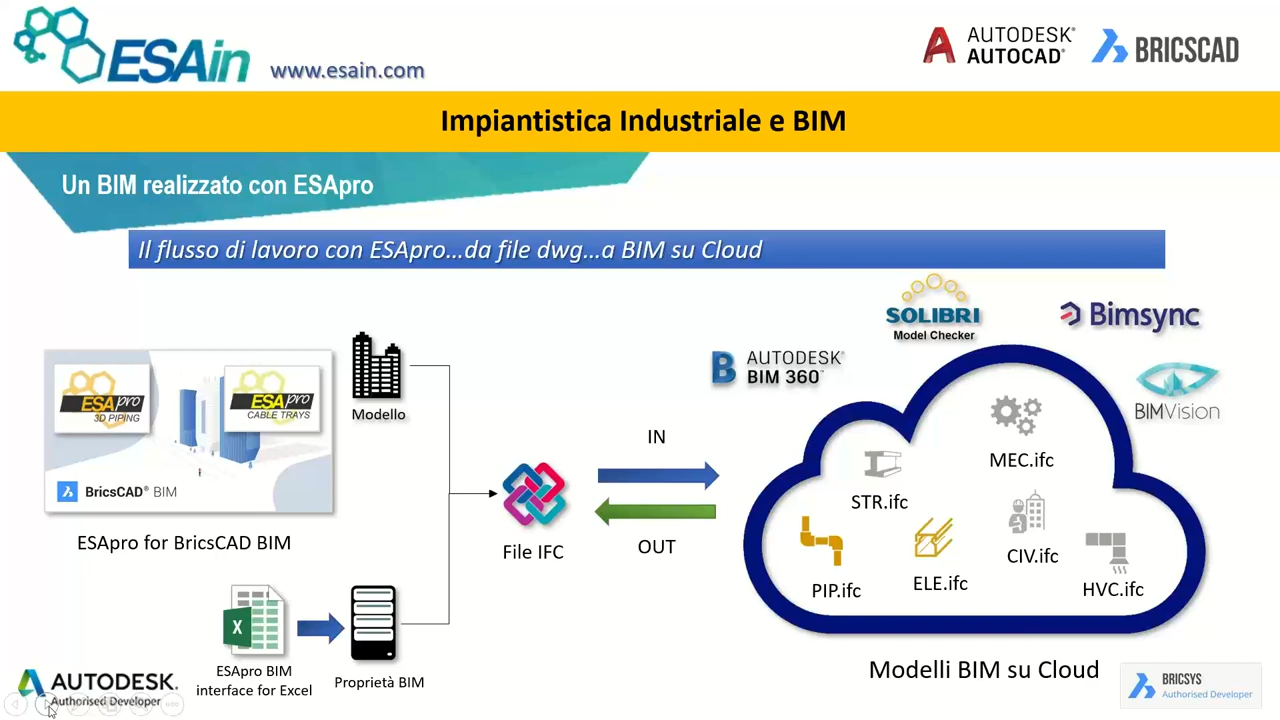 ESAin
www.esain.com
AUTODESK®
AUTOCAD®
BRICSCAD
Impiantistica Industriale e BIM
Un BIM realizzato con ESApro
Il flusso di lavoro con ESApro...da file dwg...a BIM su Cloud
SOLIBRI
Model Checker
Bimsync
AUTODESK®
BIM 360™
BIMVision
ESApro
3D PIPING
ESApro
CABLE TRAYS
BricsCAD® BIM
ESApro for BricsCAD BIM
Modello
File IFC
IN
OUT
MEC.ifc
STR.ifc
CIV.ifc
PIP.ifc
ELE.ifc
HVC.ifc
X
ESApro BIM
interface for Excel
Proprietà BIM
Modelli BIM su Cloud
AUTODESK.
Authorised Developer
BRICSYS
Authorised Developer